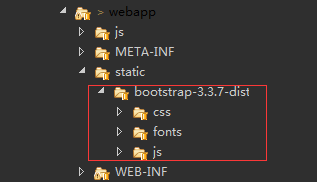 > webapp
js
META-INF
static
bootstrap-3.3.7-dist
css
fonts
js
WEB-INF